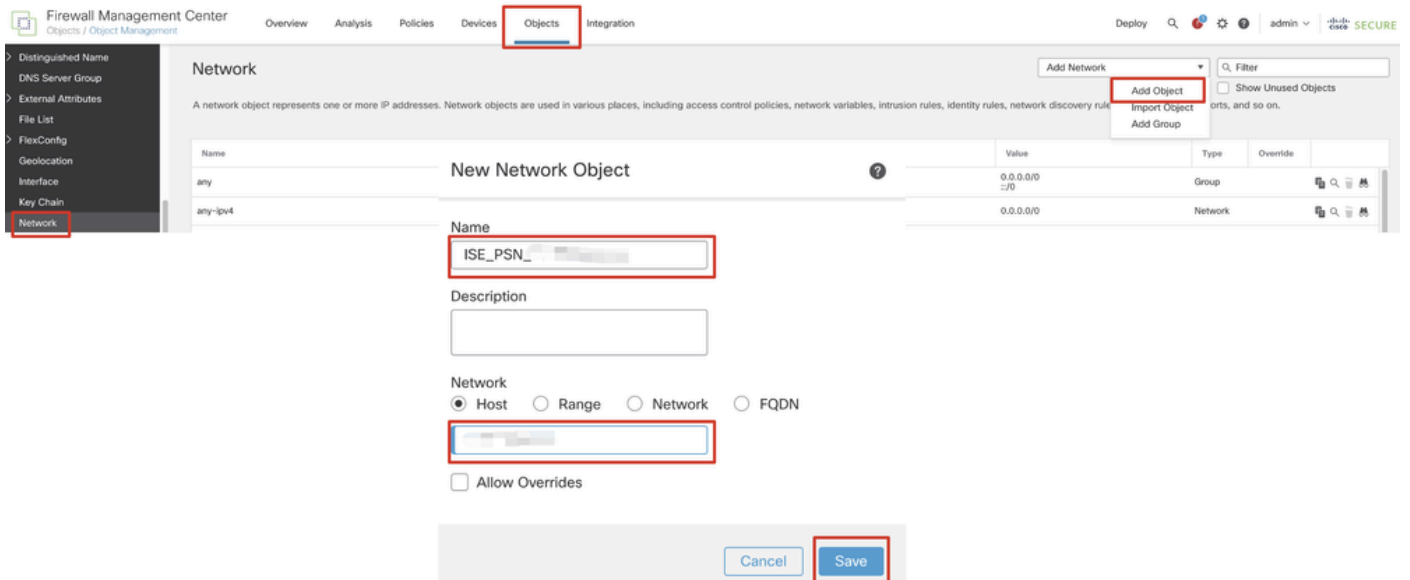 Firewall Management Center
Objects / Object Management
Overview Analysis Policies Devices Objects Integration
Deploy admin cisco SECURE
Distinguished Name
DNS Server Group
External Attributes
File List
FlexConfig
Geolocation
Interface
Key Chain
Network
Network
Add Network
Filter
Add Object
Import Object
Add Group
Show Unused Objects
A network object represents one or more IP addresses. Network objects are used in various places, including access control policies, network variables, intrusion rules, identity rules, network discovery rule orts, and so on.
Name Value Type Override
any 0.0.0.0/0 Group
::/0
any-ipv4 0.0.0.0/0 Network
New Network Object
Name
ISE_PSN_
Description
Network
Host Range Network FQDN
Allow Overrides
Cancel Save